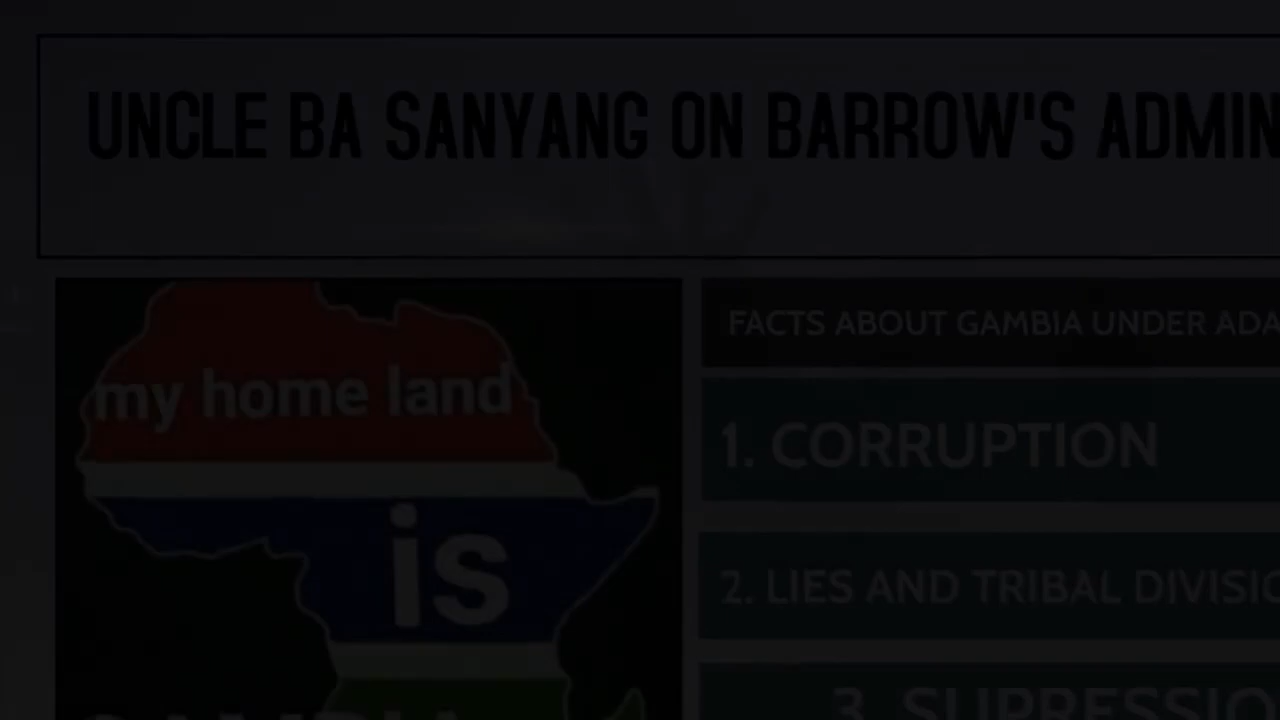 UNCLE BA SANYANG ON BARROW'S ADMIN
my home land
is
FACTS ABOUT GAMBIA UNDER ADA
1. CORRUPTION
2. LIES AND TRIBAL DIVISIO
3. SUPPRESSIO